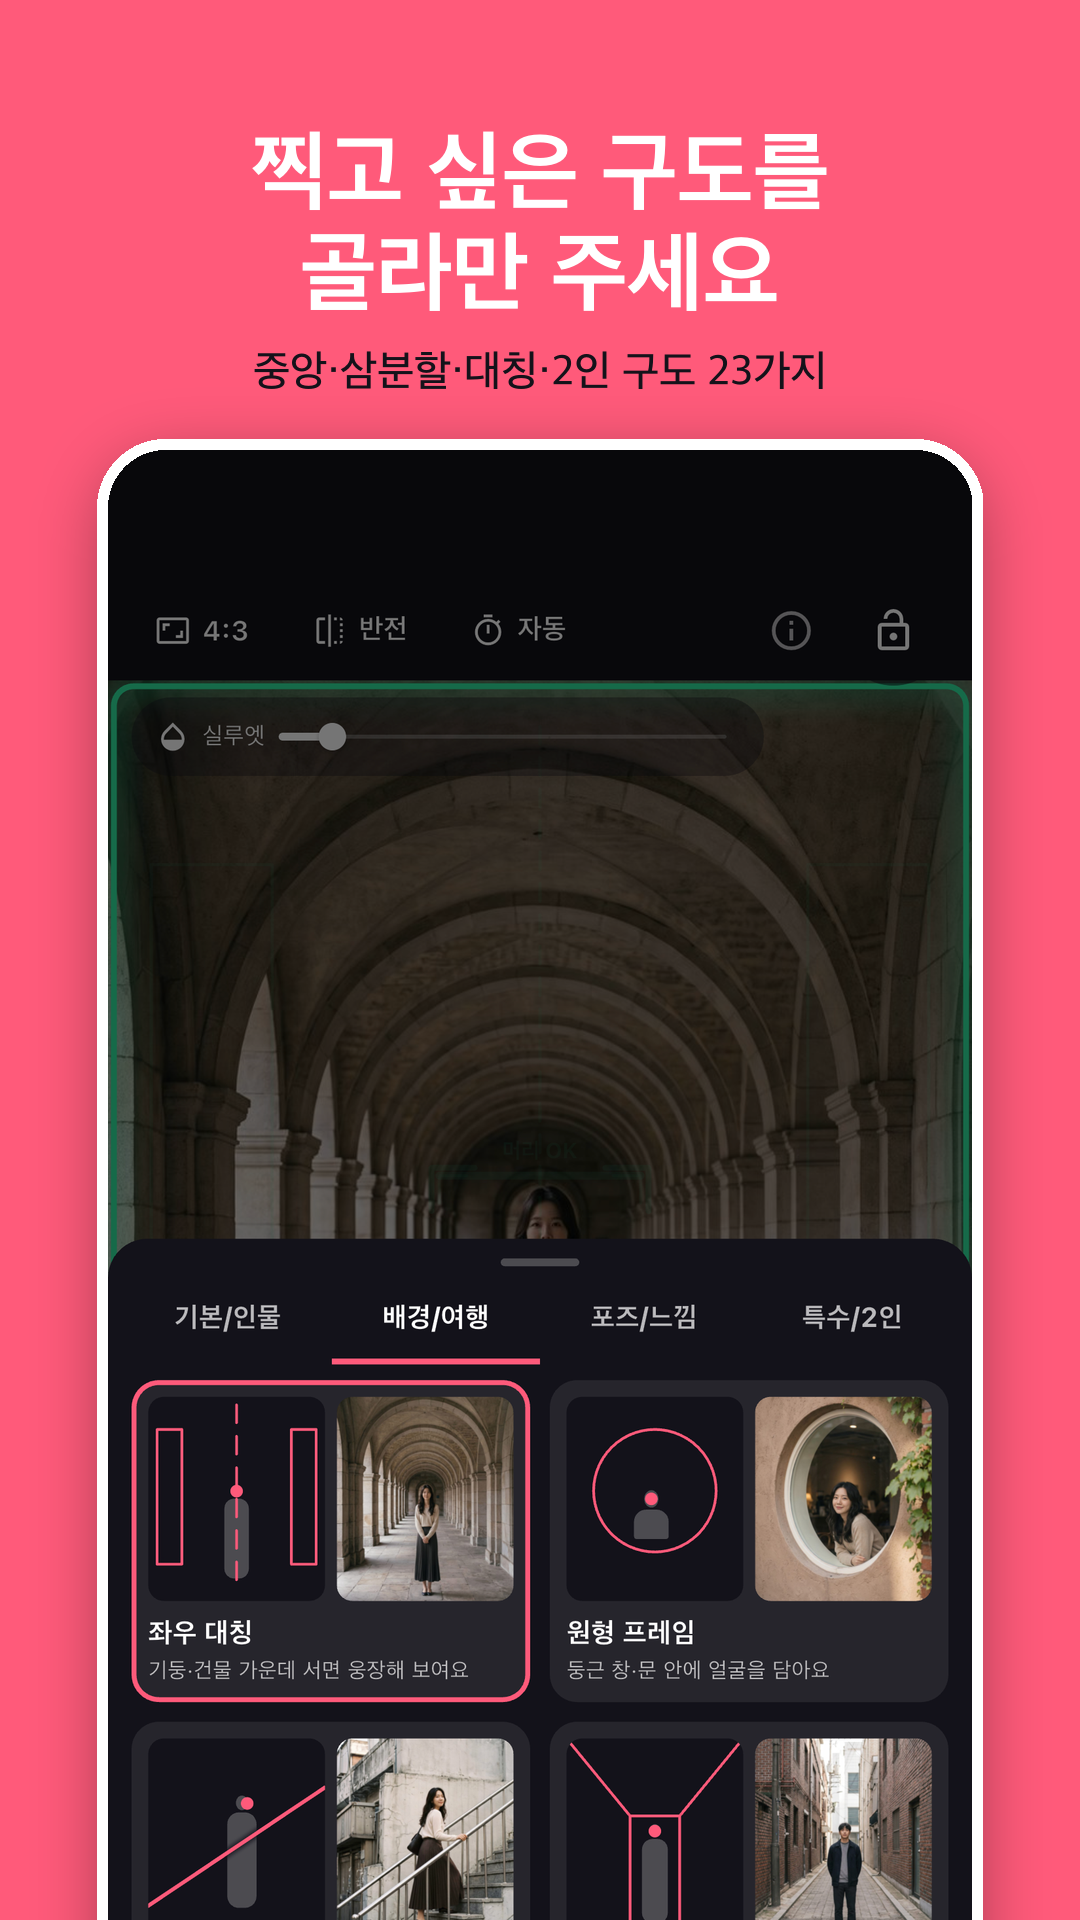 찍고 싶은 구도를
골라만 주세요
중앙·삼분할·대칭·2인 구도 23가지
4:3 반전 자동
실루엣
기본/인물 배경/여행 포즈/느낌 특수/2인
좌우 대칭 원형 프레임
기둥·건물 가운데 서면 웅장해 보여요 둥근 창·문 안에 얼굴을 담아요